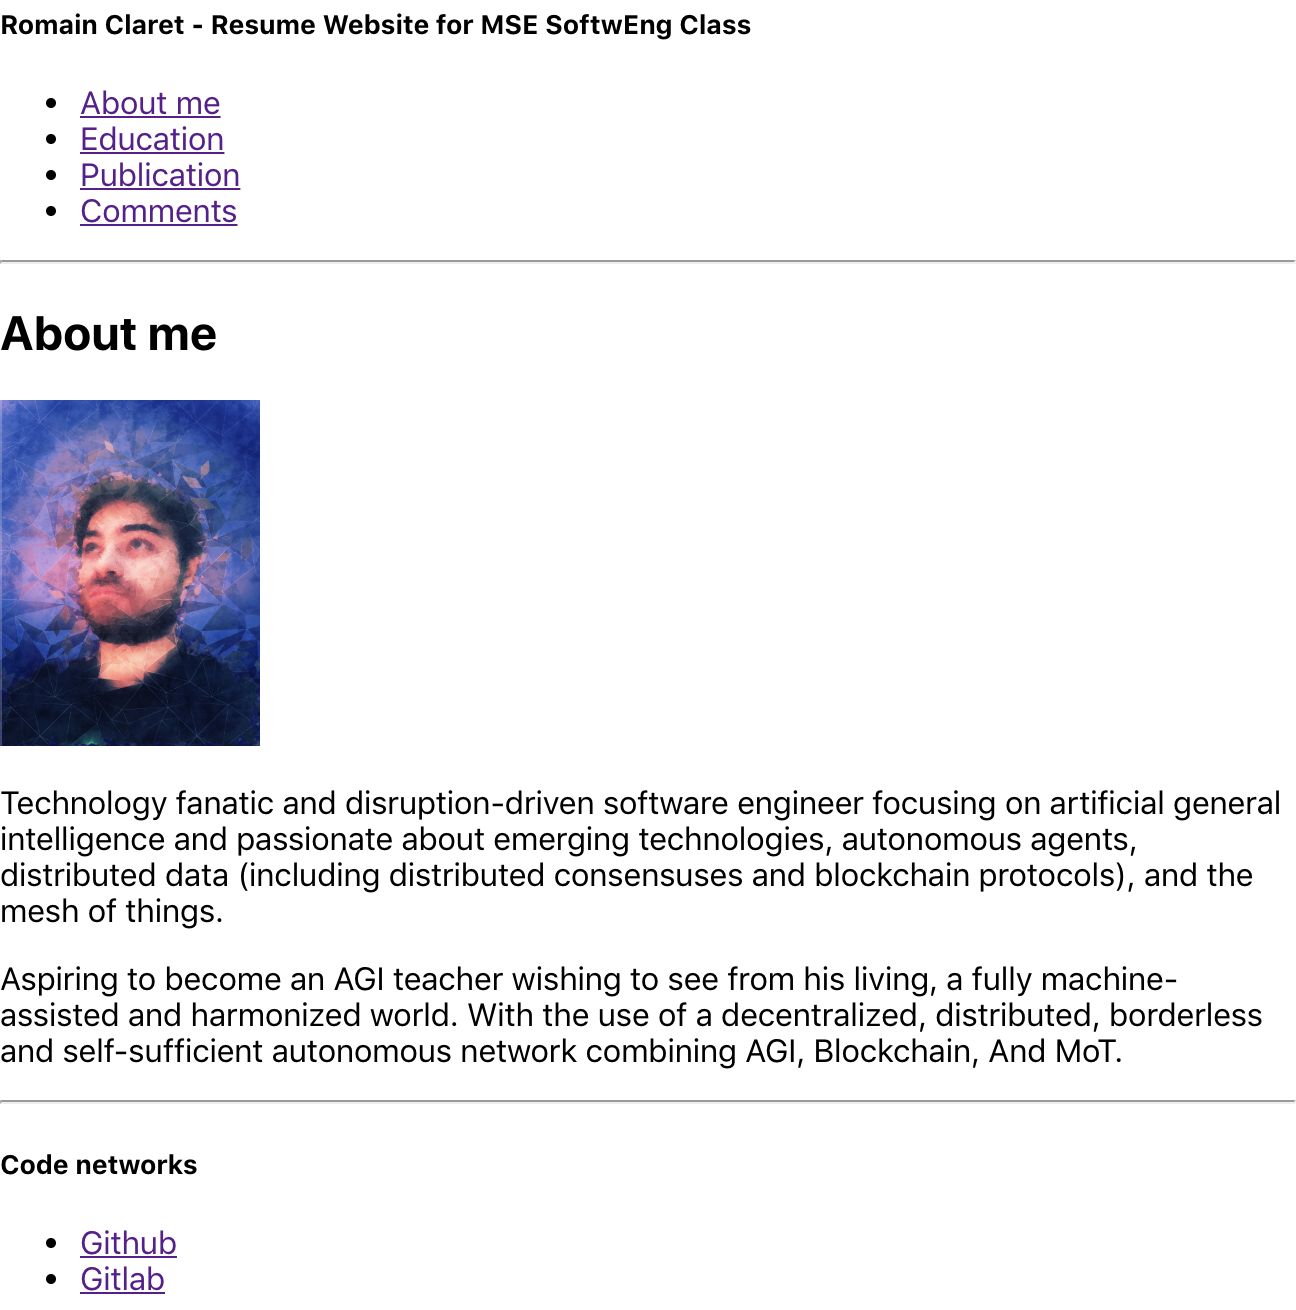 Romain Claret - Resume Website for MSE SoftwEng Class
About me
Education
Publication
Comments
About me
Technology fanatic and disruption-driven software engineer focusing on artificial general
intelligence and passionate about emerging technologies, autonomous agents,
distributed data (including distributed consensuses and blockchain protocols), and the
mesh of things.
Aspiring to become an AGI teacher wishing to see from his living, a fully machine-
assisted and harmonized world. With the use of a decentralized, distributed, borderless
and self-sufficient autonomous network combining AGI, Blockchain, And MoT.
Code networks
Github
Gitlab